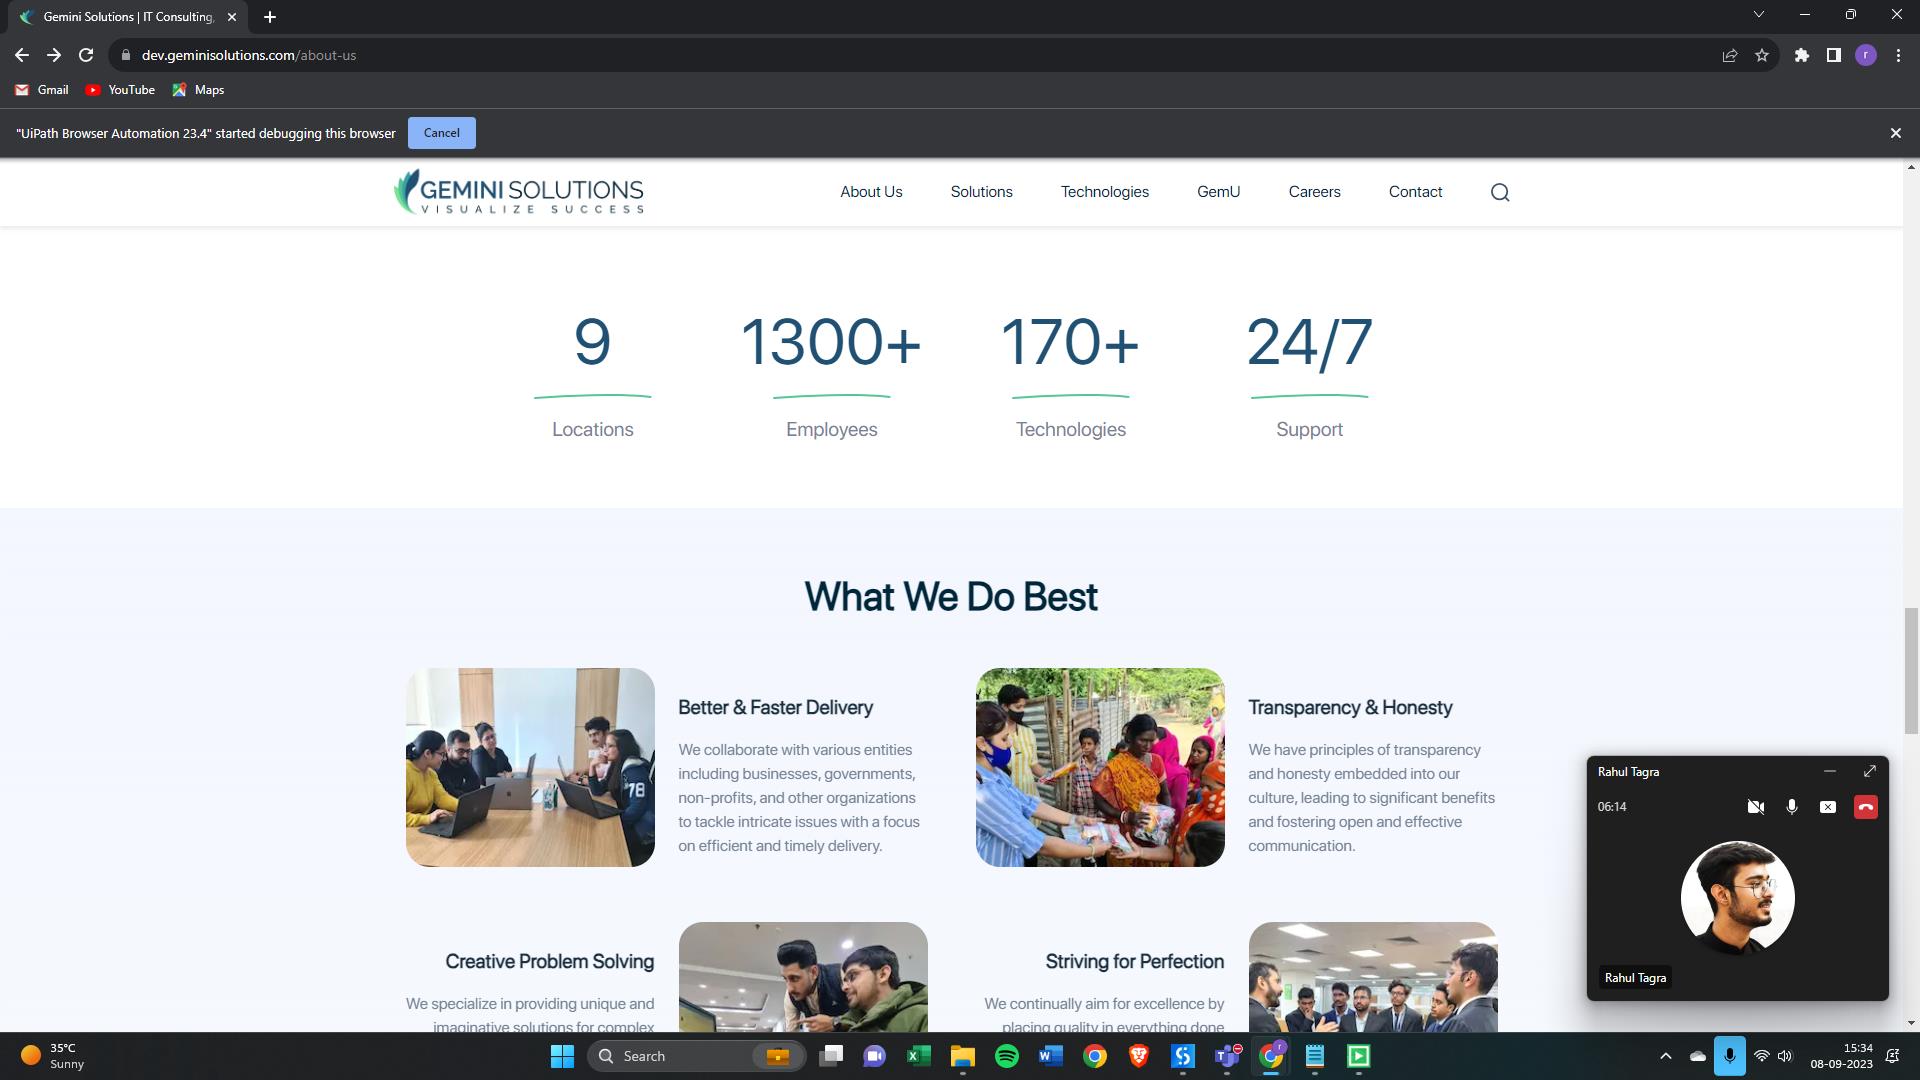 Gemini Solutions | IT Consulting,
dev.geminisolutions.com/about-us
r
Gmail
YouTube
Maps
"UiPath Browser Automation 23.4" started debugging this browser
Cancel
GEMINI SOLUTIONS
VISUALIZE SUCCESS
About Us
Solutions
Technologies
GemU
Careers
Contact
9
1300+
170+
24/7
Locations
Employees
Technologies
Support
What We Do Best
Better & Faster Delivery
We collaborate with various entities
including businesses, governments,
non-profits, and other organizations
to tackle intricate issues with a focus
on efficient and timely delivery.
Transparency & Honesty
We have principles of transparency
and honesty embedded into our
culture, leading to significant benefits
and fostering open and effective
communication.
78
Creative Problem Solving
We specialize in providing unique and
imaginative solutions for complex
Striving for Perfection
We continually aim for excellence by
placing quality in everything done
Rahul Tagra
06:14
Rahul Tagra
35°C
Sunny
Search
15:34
08-09-2023